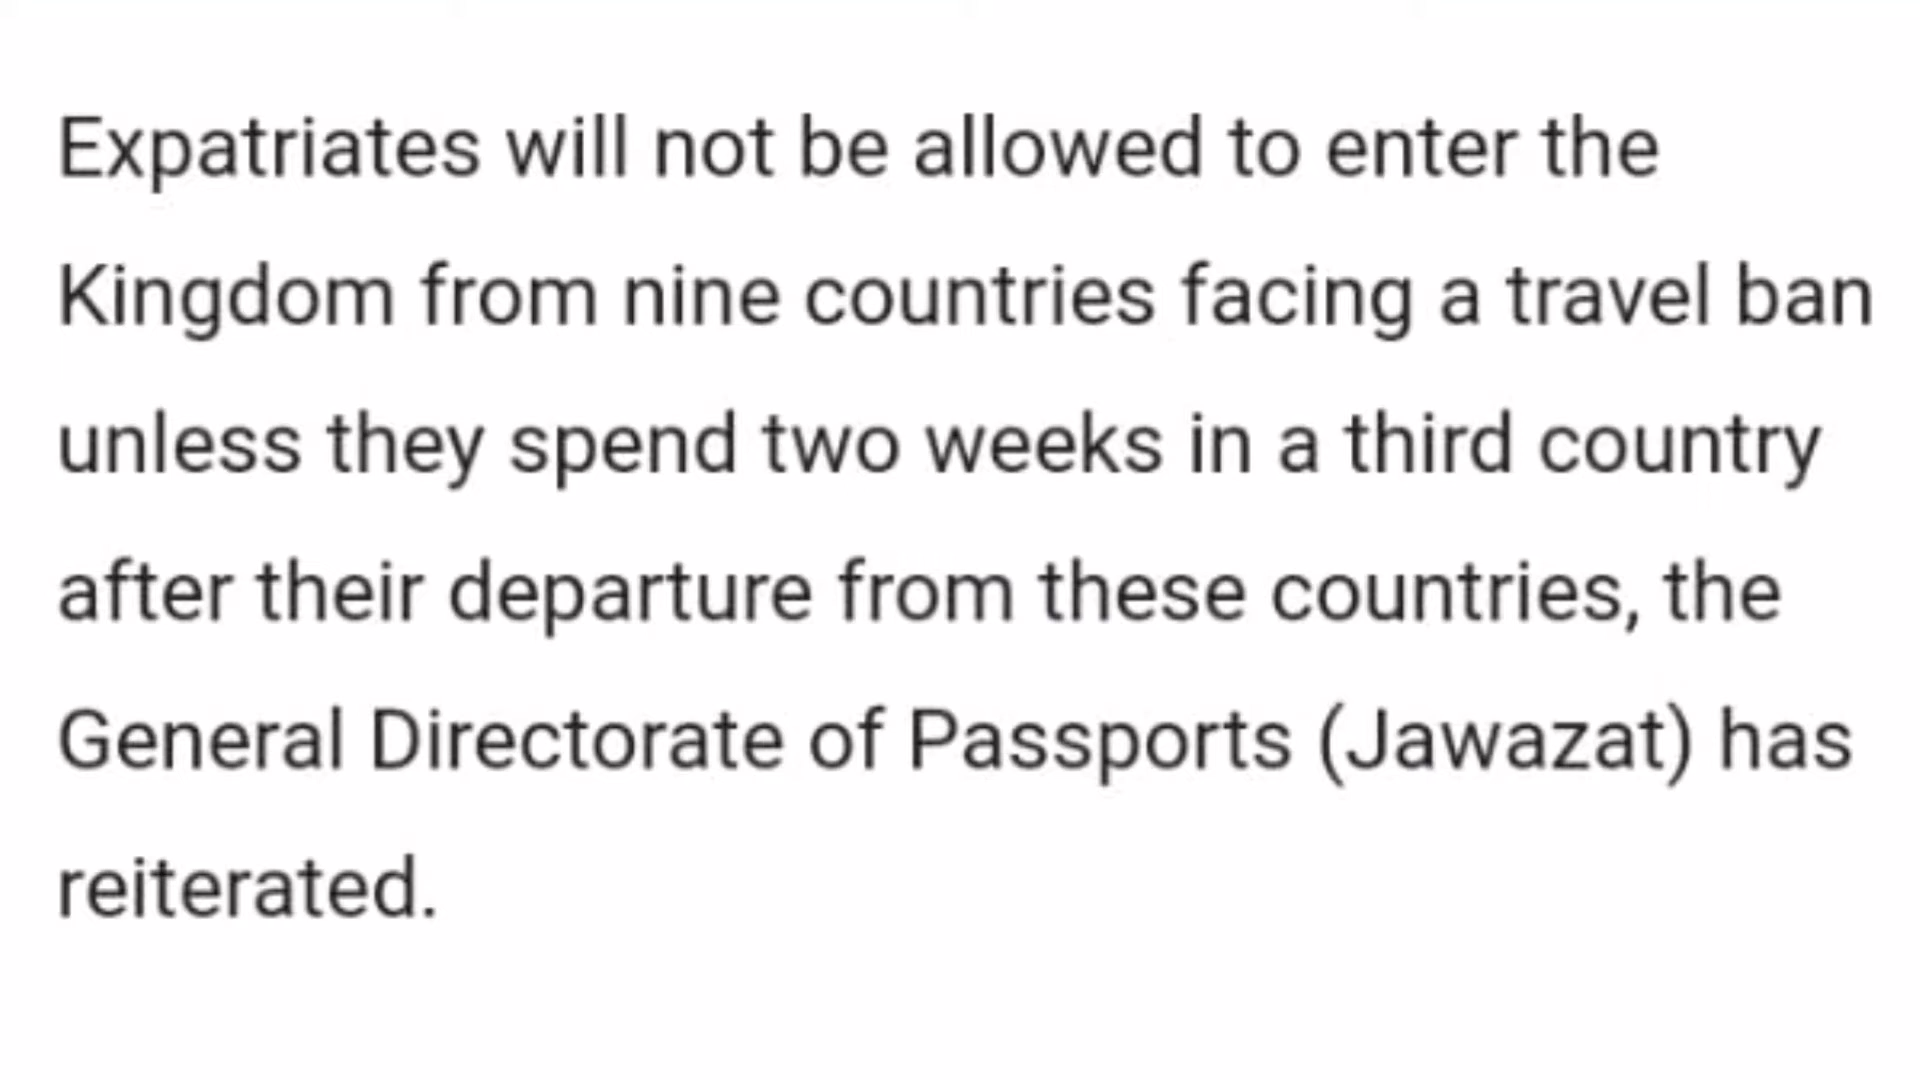 Expatriates will not be allowed to enter the
Kingdom from nine countries facing a travel ban
unless they spend two weeks in a third country
after their departure from these countries, the
General Directorate of Passports (Jawazat) has
reiterated.